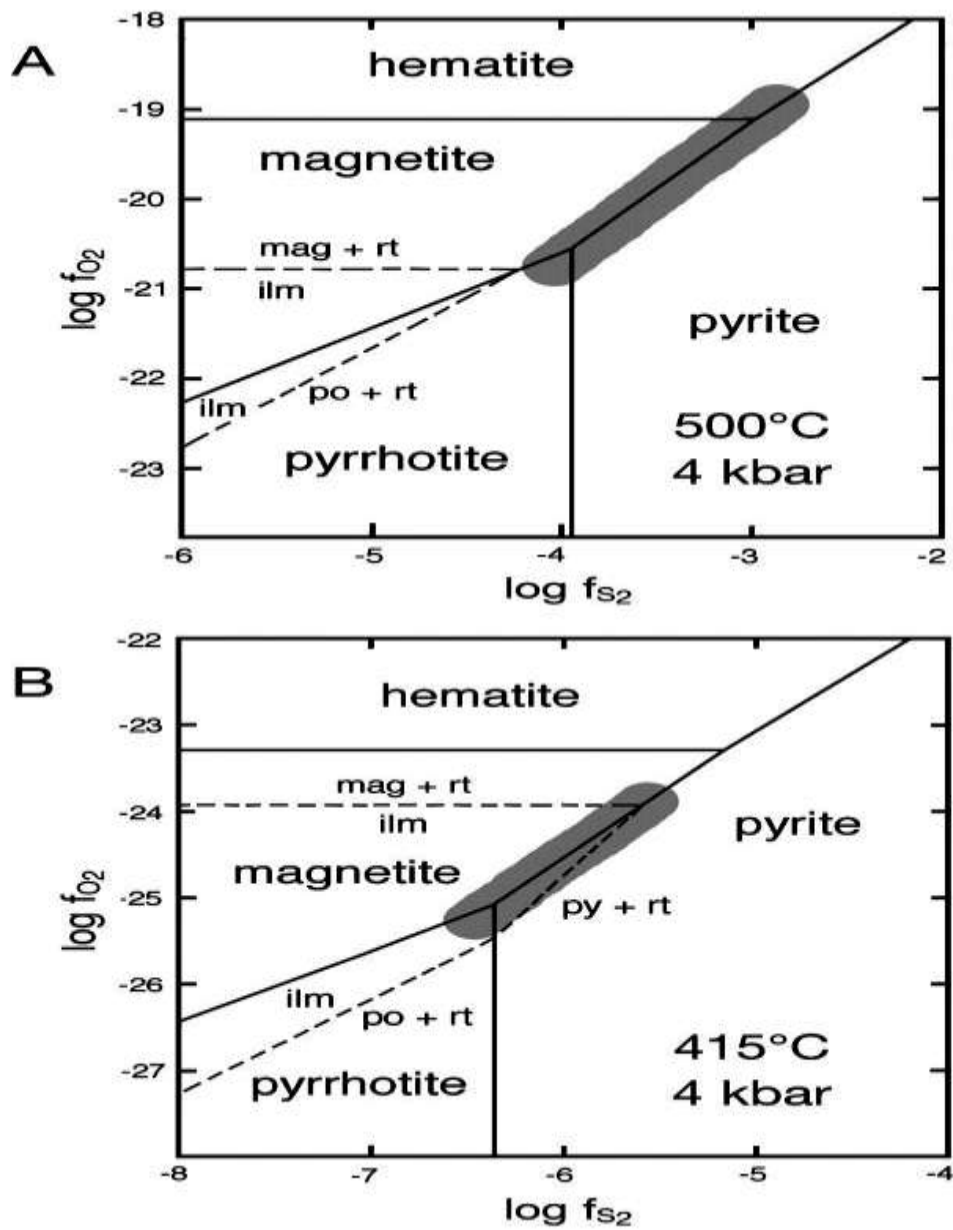 A
-18
hematite
-19
magnetite
-20
mag + rt
ilm
-21
pyrite
-22
ilm
po + rt
500°C
pyrrhotite
-23
4 kbar
log fO2
-6
-5
-4
-3
-2
log fS2
B
-22
hematite
-23
mag + rt
-24
ilm
pyrite
magnetite
-25
py + rt
-26
ilm
po + rt
415°C
-27
pyrrhotite
4 kbar
log fO2
-8
-7
-6
-5
-4
log fS2